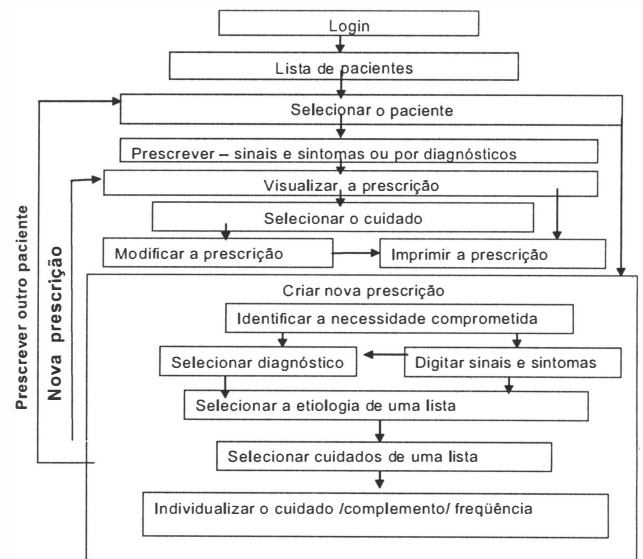 Login
Lista de pacientes
Selecionar o paciente
Prescrever – sinais e sintomas ou por diagnósticos
Visualizar a prescrição
Selecionar o cuidado
Modificar a prescrição
Imprimir a prescrição
Prescrever outro paciente
Nova prescrição
Criar nova prescrição
Identificar a necessidade comprometida
Selecionar diagnóstico
Digitar sinais e sintomas
Selecionar a etiologia de uma lista
Selecionar cuidados de uma lista
Individualizar o cuidado /complemento/ freqüência